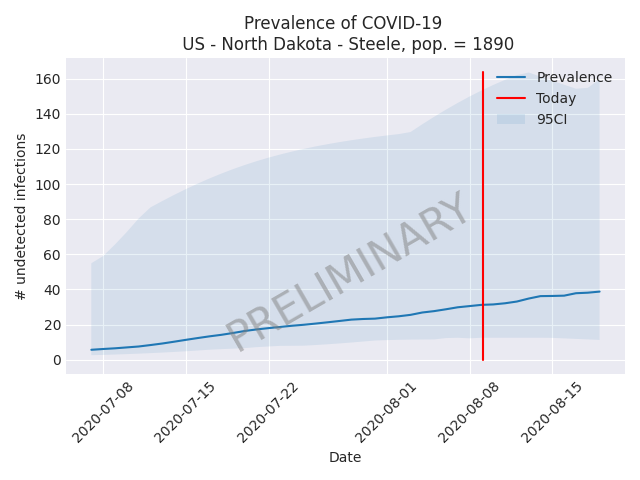 Prevalence of COVID-19
US - North Dakota - Steele, pop. = 1890
Prevalence
Today
95CI
160
140
120
100
80
60
40
20
0
# undetected infections
PRELIMINARY
2020-07-08
2020-07-15
2020-07-22
2020-08-01
2020-08-08
2020-08-15
Date